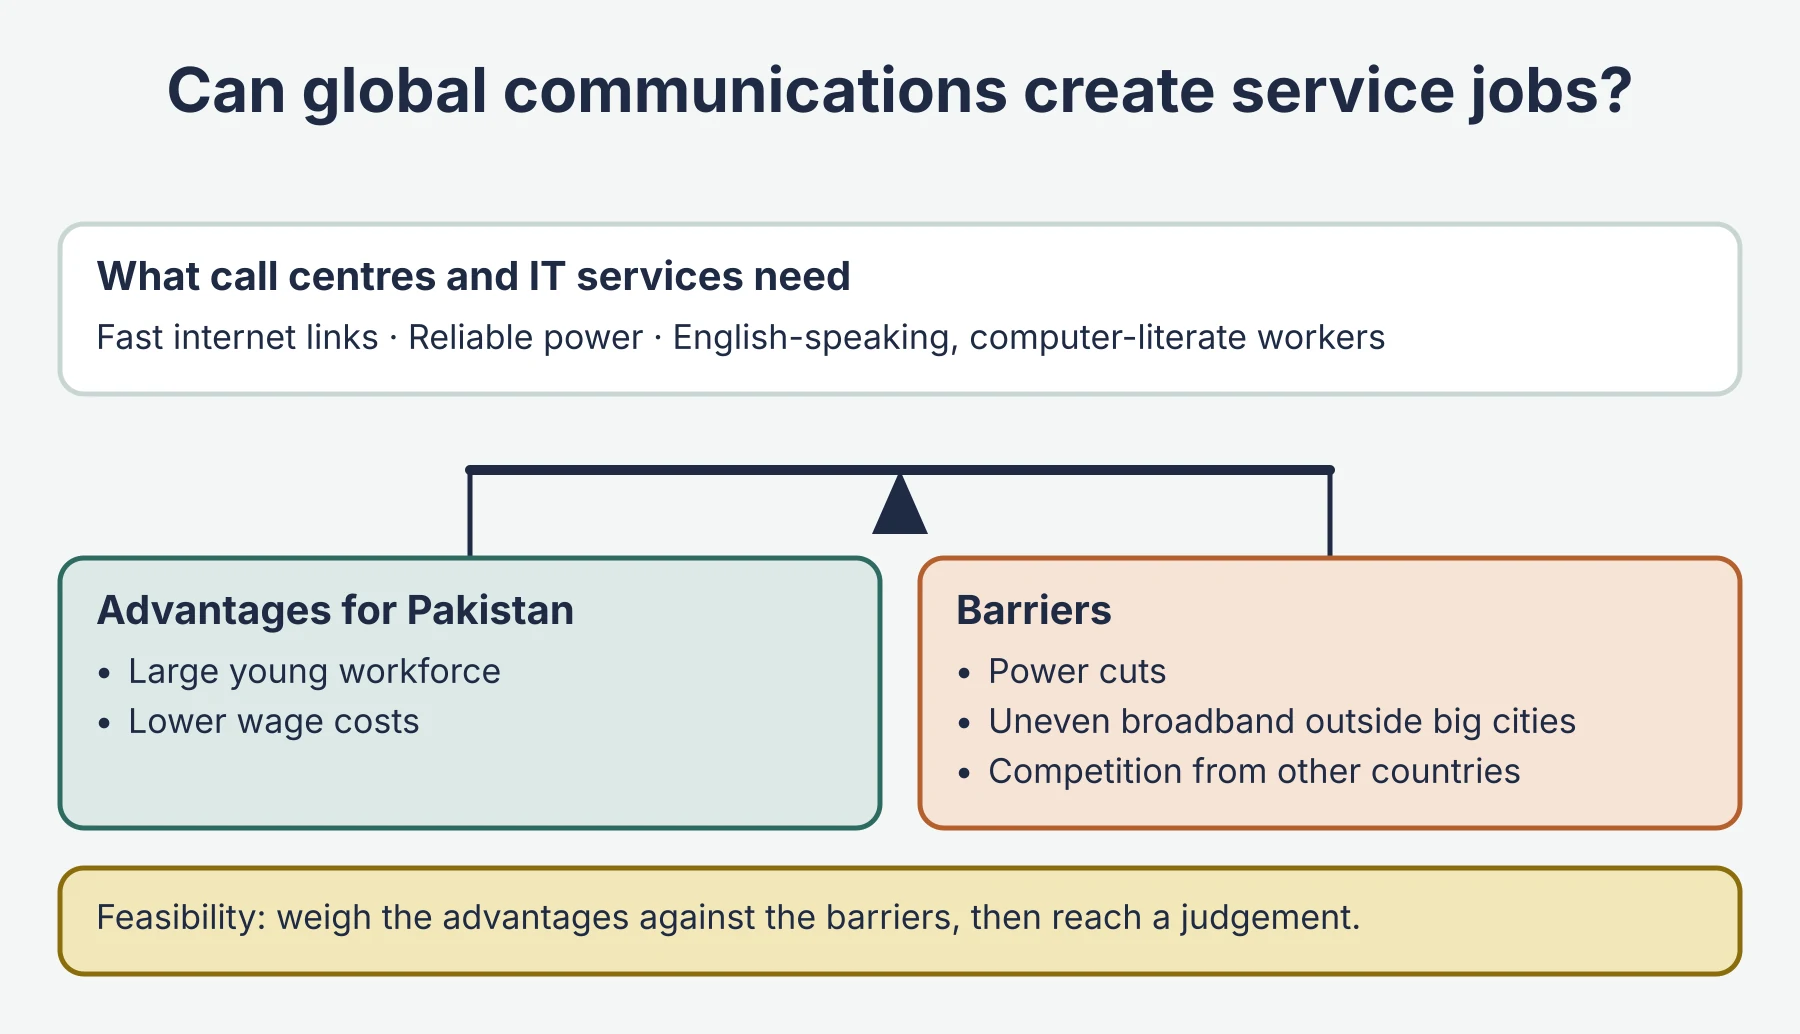 Can global communications create service jobs?
What call centres and IT services need
Fast internet links · Reliable power · English-speaking, computer-literate workers
Advantages for Pakistan
• Large young workforce
• Lower wage costs
Barriers
• Power cuts
• Uneven broadband outside big cities
• Competition from other countries
Feasibility: weigh the advantages against the barriers, then reach a judgement.